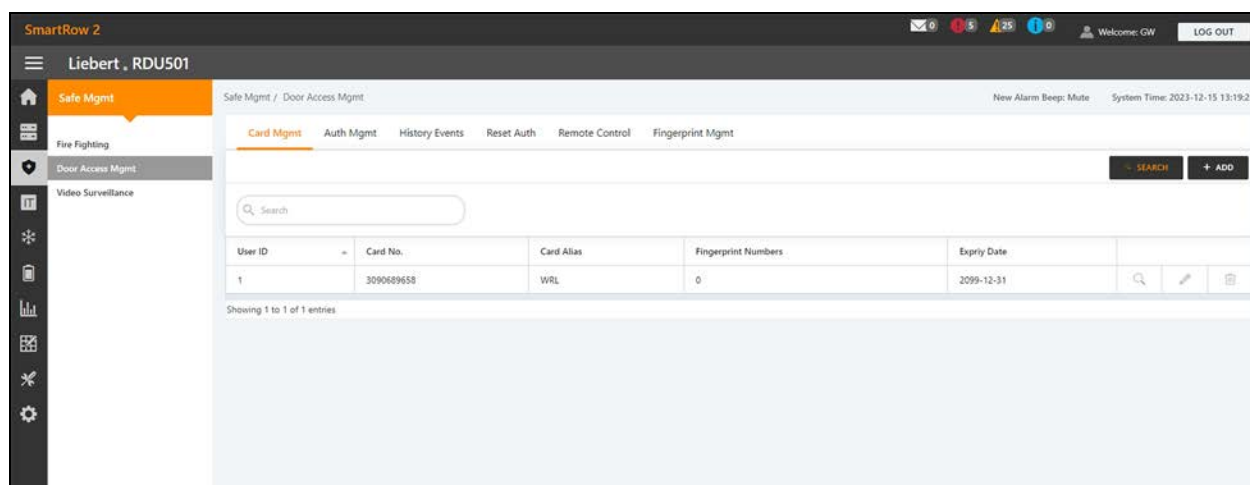 SmartRow 2
0 5 25 0 Welcome: GW LOG OUT
Liebert. RDU501
Safe Mgmt
Safe Mgmt / Door Access Mgmt
New Alarm Beep: Mute System Time: 2023-12-15 13:19:2
Fire Fighting
Door Access Mgmt
Video Surveillance
Card Mgmt Auth Mgmt History Events Reset Auth Remote Control Fingerprint Mgmt
SEARCH + ADD
Search
User ID Card No. Card Alias Fingerprint Numbers Expriy Date
1 3090689658 WRL 0 2099-12-31
Showing 1 to 1 of 1 entries
IT